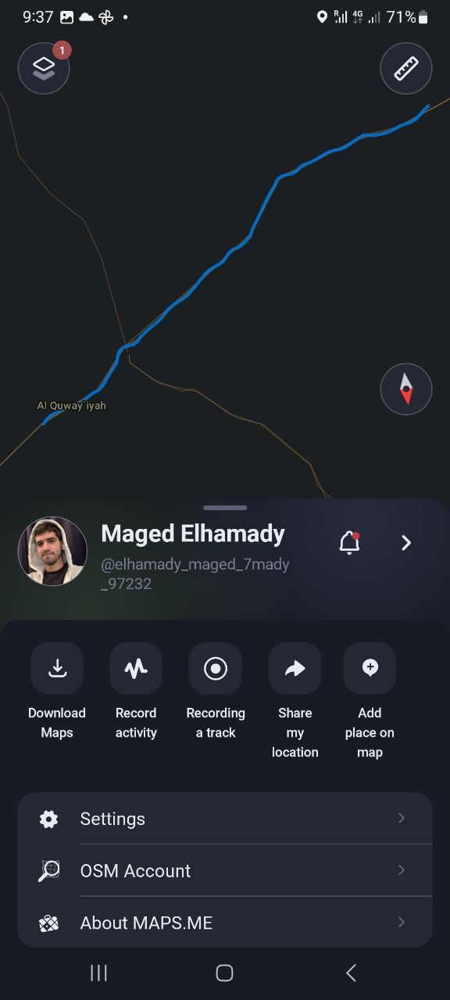 9:37
R
4G
71%
1
Al Quway`iyah
Maged Elhamady
@elhamady_maged_7mady
_97232
Download
Maps
Record
activity
Recording
a track
Share
my
location
Add
place on
map
Settings
OSM Account
About MAPS.ME